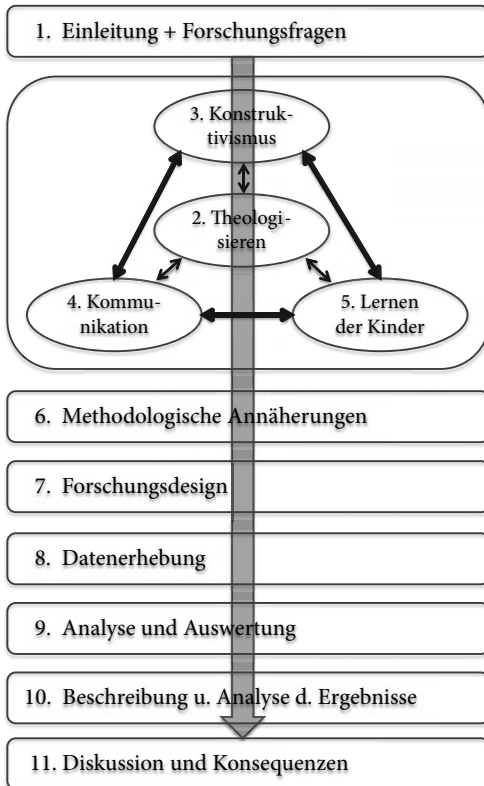 1. Einleitung + Forschungsfragen
3. Konstruk-
tivismus
2. Theologi-
sieren
4. Kommu-
nikation
5. Lernen
der Kinder
6. Methodologische Annäherungen
7. Forschungsdesign
8. Datenerhebung
9. Analyse und Auswertung
10. Beschreibung u. Analyse d. Ergebnisse
11. Diskussion und Konsequenzen